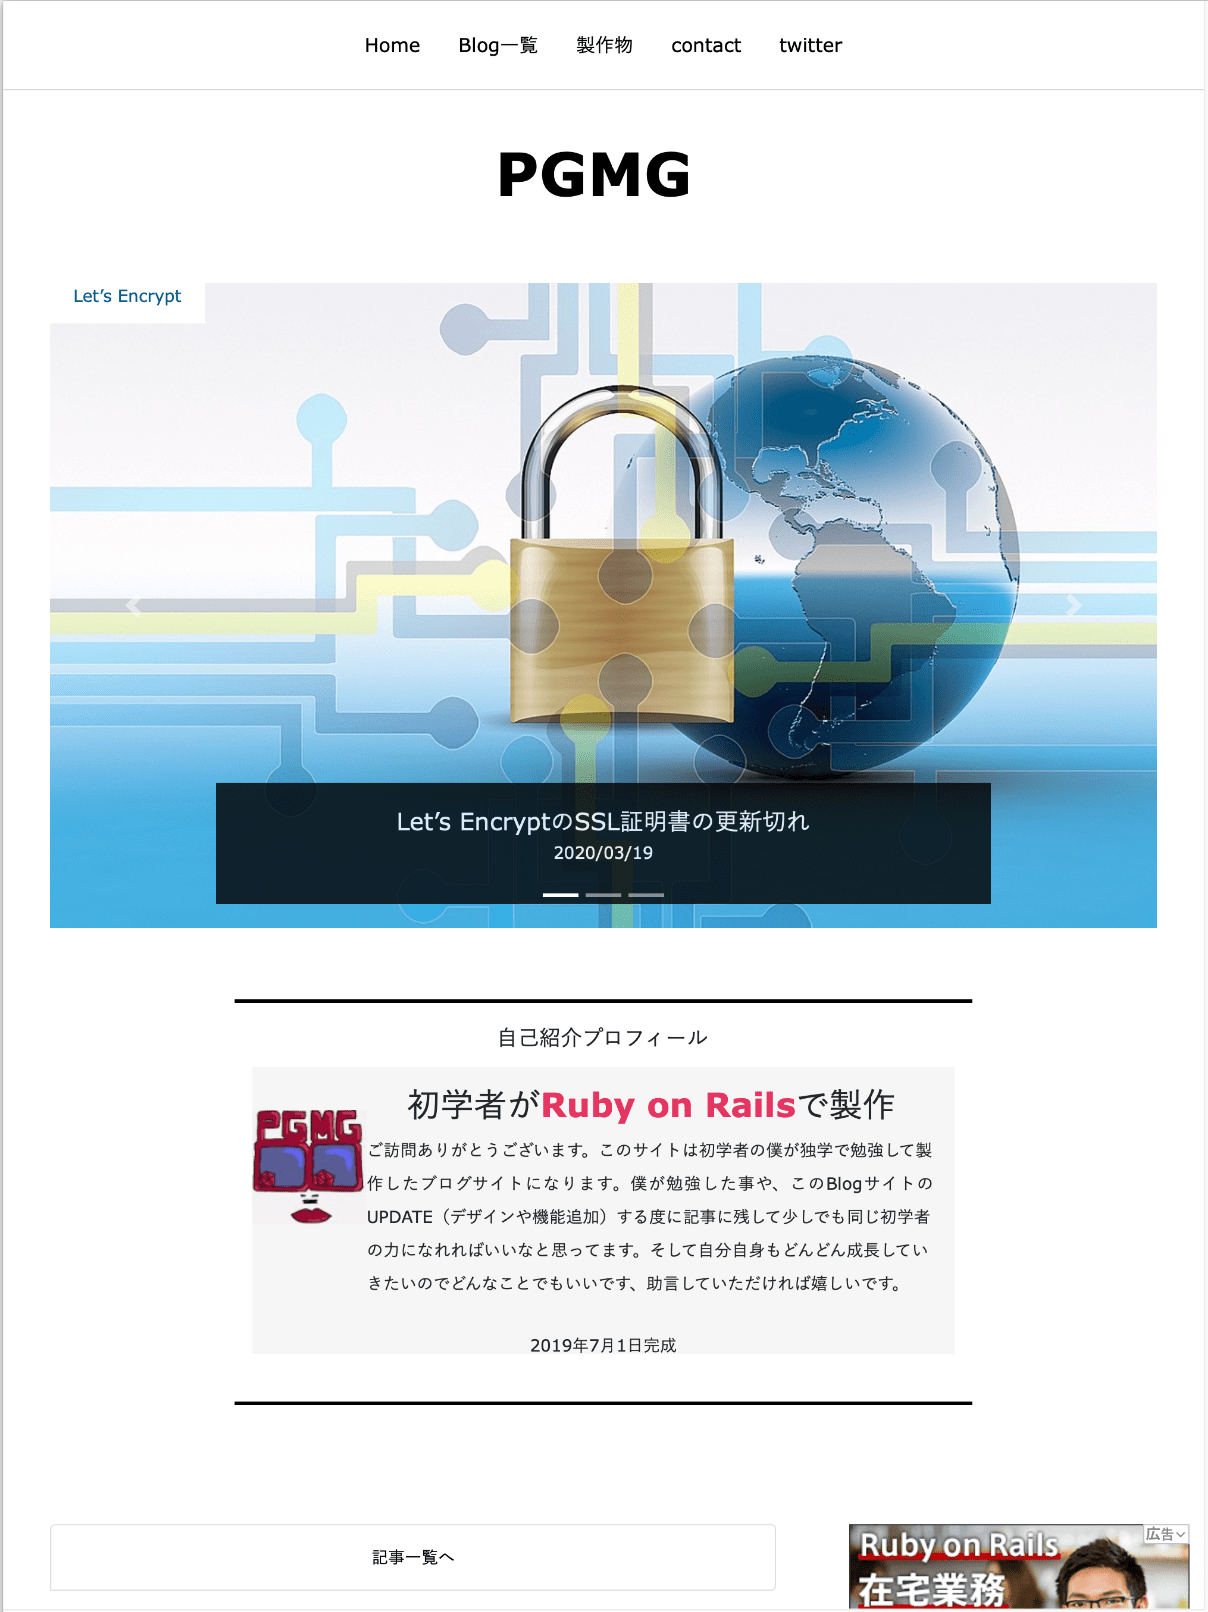 Home Blog一覧 製作物 contact twitter
PGMG
Let’s Encrypt
Let’s EncryptのSSL証明書の更新切れ
2020/03/19
自己紹介プロフィール
初学者がRuby on Railsで製作
PGMG
ご訪問ありがとうございます。このサイトは初学者の僕が独学で勉強して製
作したブログサイトになります。僕が勉強した事や、このBlogサイトの
UPDATE（デザインや機能追加）する度に記事に残して少しでも同じ初学者
の力になれればいいなと思ってます。そして自分自身もどんどん成長してい
きたいのでどんなことでもいいです、助言していただければ嬉しいです。
2019年7月1日完成
記事一覧へ
広告
Ruby on Rails
在宅業務